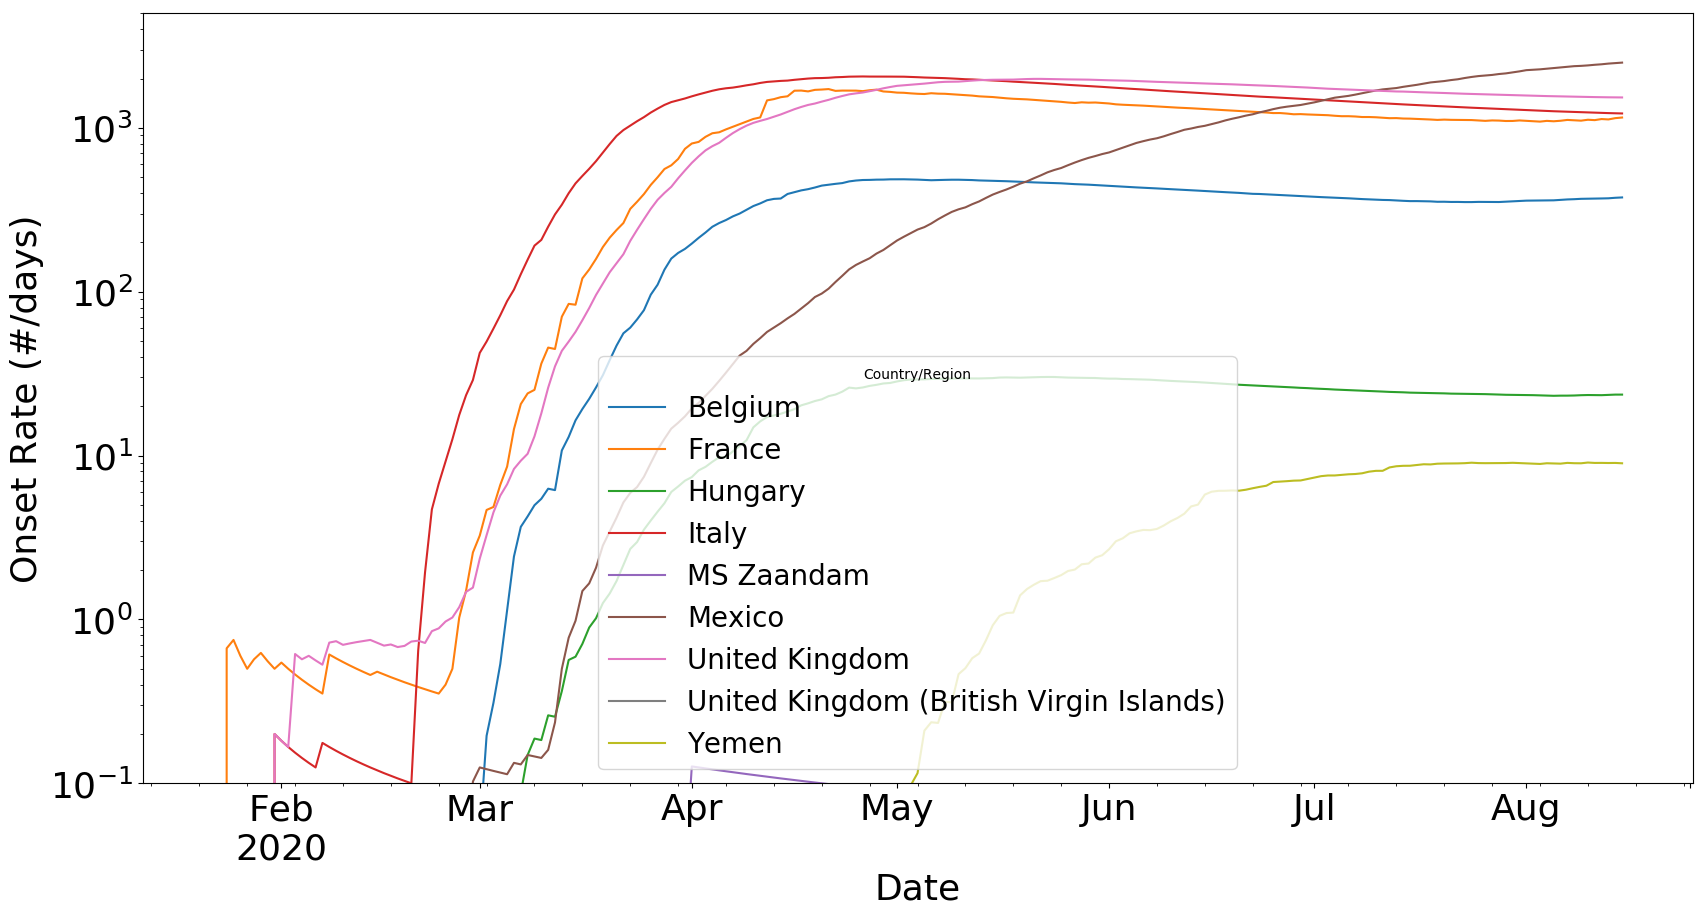 Onset Rate (#/days)
10³
10²
10¹
10⁰
10⁻¹
Country/Region
Belgium
France
Hungary
Italy
MS Zaandam
Mexico
United Kingdom
United Kingdom (British Virgin Islands)
Yemen
Feb Mar Apr May Jun Jul Aug
2020
Date